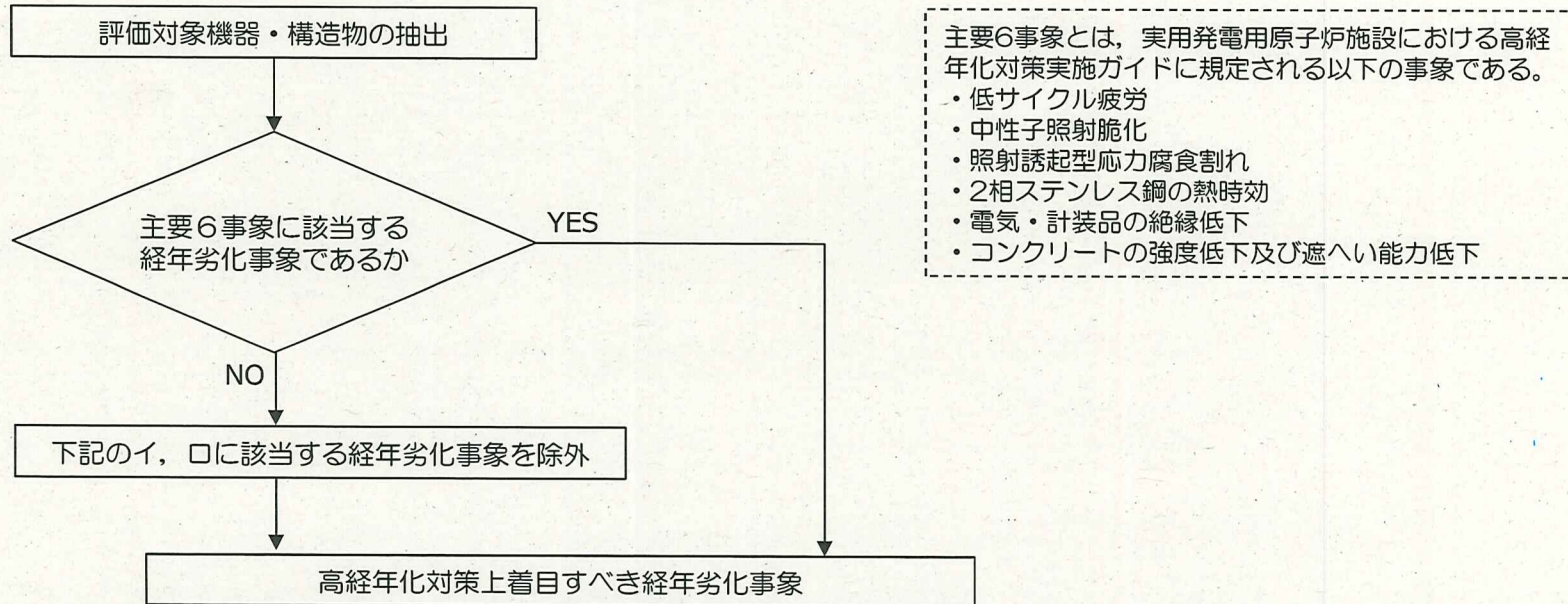 評価対象機器・構造物の抽出
主要6事象に該当する
経年劣化事象であるか
YES
NO
下記のイ，ロに該当する経年劣化事象を除外
高経年化対策上着目すべき経年劣化事象
主要6事象とは，実用発電用原子炉施設における高経
年化対策実施ガイドに規定される以下の事象である。
・低サイクル疲労
・中性子照射脆化
・照射誘起型応力腐食割れ
・2相ステンレス鋼の熱時効
・電気・計装品の絶縁低下
・コンクリートの強度低下及び遮へい能力低下